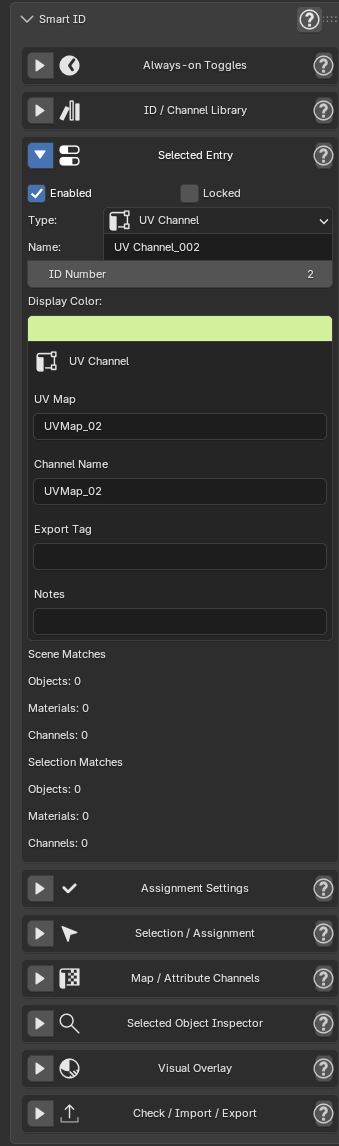 Smart ID
Always-on Toggles
ID / Channel Library
Selected Entry
Enabled Locked
Type: UV Channel
Name: UV Channel_002
ID Number 2
Display Color:
UV Channel
UV Map
UVMap_02
Channel Name
UVMap_02
Export Tag
Notes
Scene Matches
Objects: 0
Materials: 0
Channels: 0
Selection Matches
Objects: 0
Materials: 0
Channels: 0
Assignment Settings
Selection / Assignment
Map / Attribute Channels
Selected Object Inspector
Visual Overlay
Check / Import / Export